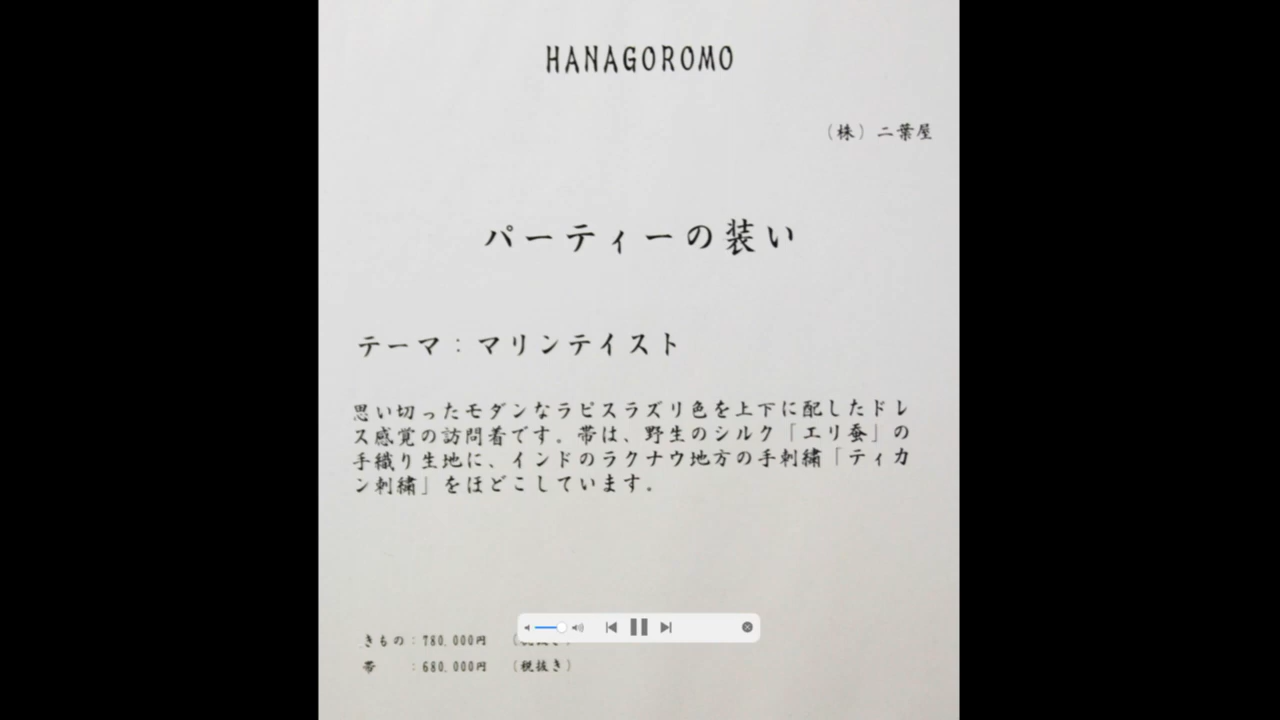 HANAGOROMO
（株）二葉屋
パーティーの装い
テーマ：マリンテイスト
思い切ったモダンなラピスラズリ色を上下に配したドレ
ス感覚の訪問着です。帯は、野生のシルク「エリ蚕」の
手織り生地に、インドのラクナウ地方の手刺繍「ティカ
ン刺繍」をほどこしています。
きもの：780,000円
帯　　：680,000円　（税抜き）